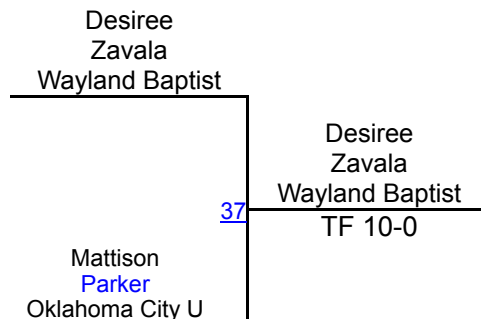 Desiree
Zavala
Wayland Baptist
Desiree
Zavala
Wayland Baptist
37
TF 10-0
Mattison
Parker
Oklahoma City U